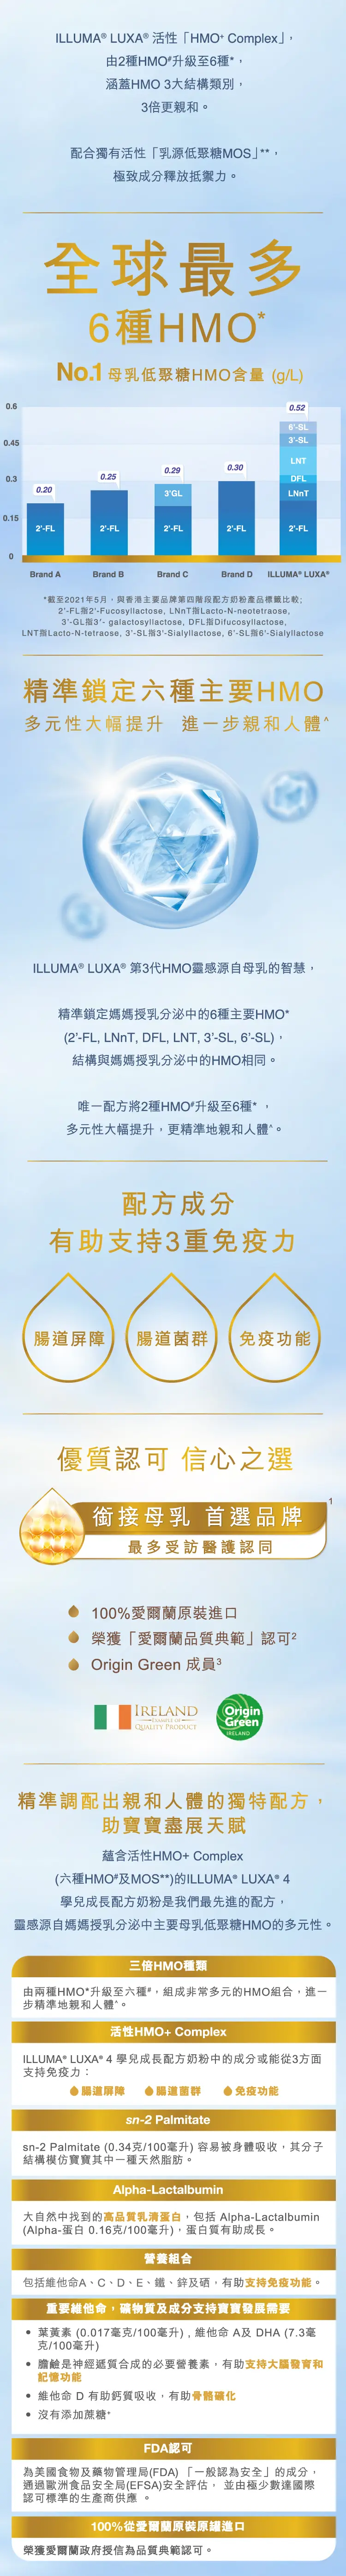 ILLUMA® LUXA® 活性「HMO⁺ Complex」，
由2種HMO#升級至6種*，
涵蓋HMO 3大結構類別，
3倍更親和。
配合獨有活性「乳源低聚糖MOS」**，
極致成分釋放抵禦力。
全球最多
6種HMO*
No.1 母乳低聚糖HMO含量 (g/L)
0.6
0.45
0.3
0.15
0
0.20
2'-FL
0.25
2'-FL
0.29
3'GL
2'-FL
0.30
2'-FL
0.52
6'-SL
3'-SL
LNT
DFL
LNnT
2'-FL
Brand A
Brand B
Brand C
Brand D
ILLUMA® LUXA®
*截至2021年5月，與香港主要品牌第四階段配方奶粉產品標籤比較;
2'-FL指2'-Fucosyllactose, LNnT指Lacto-N-neotetraose,
3'-GL指3'- galactosyllactose, DFL指Difucosyllactose,
LNT指Lacto-N-tetraose, 3'-SL指3'-Sialyllactose, 6'-SL指6'-Sialyllactose
精準鎖定六種主要HMO
多元性大幅提升 進一步親和人體^
ILLUMA® LUXA® 第3代HMO靈感源自母乳的智慧，
精準鎖定媽媽授乳分泌中的6種主要HMO*
(2'-FL, LNnT, DFL, LNT, 3'-SL, 6'-SL)，
結構與媽媽授乳分泌中的HMO相同。
唯一配方將2種HMO#升級至6種*，
多元性大幅提升，更精準地親和人體^。
配方成分
有助支持3重免疫力
腸道屏障
腸道菌群
免疫功能
優質認可 信心之選
銜接母乳 首選品牌1
最多受訪醫護認同
100%愛爾蘭原裝進口
榮獲「愛爾蘭品質典範」認可2
Origin Green 成員3
IRELAND
EXAMPLE OF
QUALITY PRODUCE
Origin
Green
IRELAND
精準調配出親和人體的獨特配方，
助寶寶盡展天賦
蘊含活性HMO+ Complex
(六種HMO#及MOS**)的ILLUMA® LUXA® 4
學兒成長配方奶粉是我們最先進的配方，
靈感源自媽媽授乳分泌中主要母乳低聚糖HMO的多元性。
三倍HMO種類
由兩種HMO*升級至六種#，組成非常多元的HMO組合，進一
步精準地親和人體^。
活性HMO+ Complex
ILLUMA® LUXA® 4 學兒成長配方奶粉中的成分或能從3方面
支持免疫力：
腸道屏障 腸道菌群 免疫功能
sn-2 Palmitate
sn-2 Palmitate (0.34克/100毫升) 容易被身體吸收，其分子
結構模仿寶寶其中一種天然脂肪。
Alpha-Lactalbumin
大自然中找到的高品質乳清蛋白，包括 Alpha-Lactalbumin
(Alpha-蛋白 0.16克/100毫升)，蛋白質有助成長。
營養組合
包括維他命A、C、D、E、鐵、鋅及硒，有助支持免疫功能。
重要維他命，礦物質及成分支持寶寶發展需要
• 葉黃素 (0.017毫克/100毫升) , 維他命 A及 DHA (7.3毫
克/100毫升)
• 膽鹼是神經遞質合成的必要營養素，有助支持大腦發育和
記憶功能
• 維他命 D 有助鈣質吸收，有助骨骼礦化
• 沒有添加蔗糖⁺
FDA認可
為美國食物及藥物管理局(FDA) 「一般認為安全」的成分，
通過歐洲食品安全局(EFSA)安全評估， 並由極少數達國際
認可標準的生產商供應 。
100%從愛爾蘭原裝原罐進口
榮獲愛爾蘭政府授信為品質典範認可。